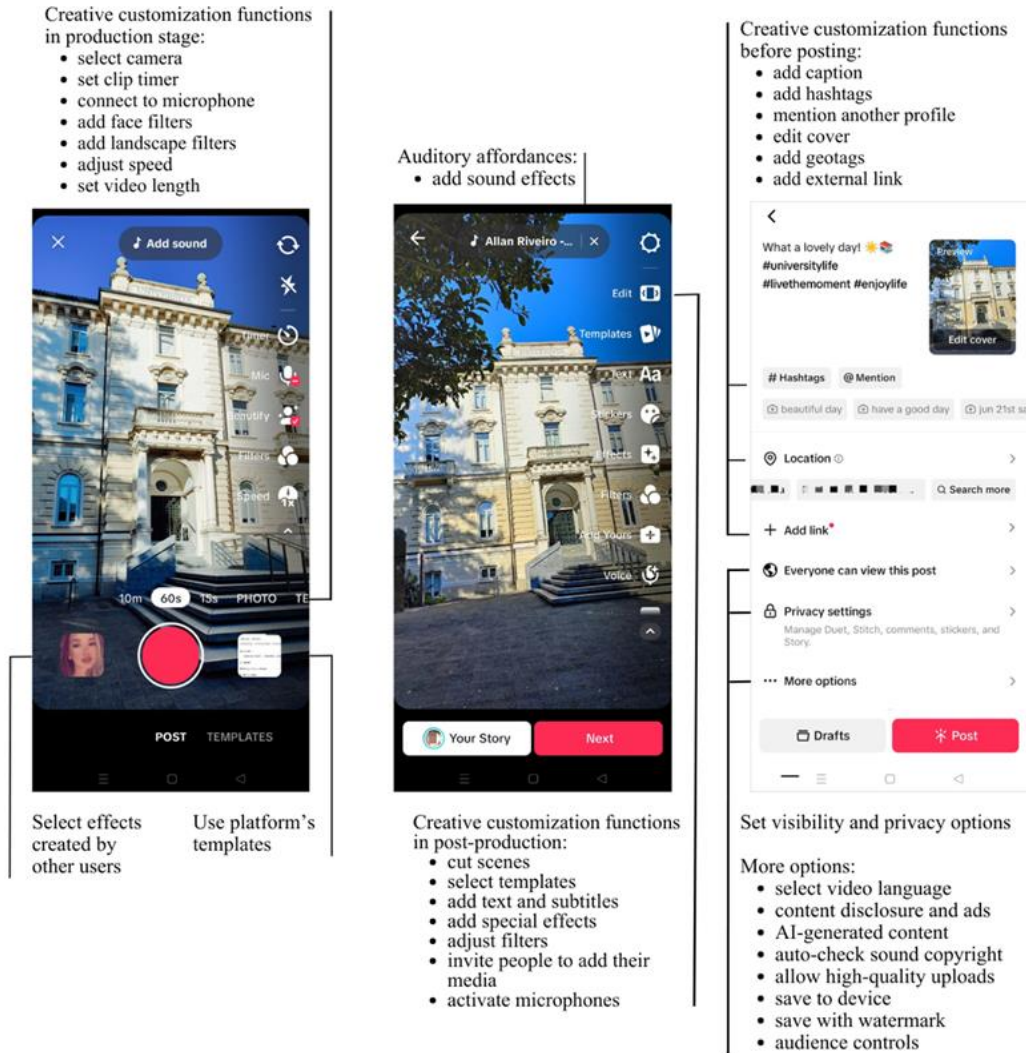 Creative customization functions
in production stage:
• select camera
• set clip timer
• connect to microphone
• add face filters
• add landscape filters
• adjust speed
• set video length
Add sound
Timer
Mic
Beautify
Filters
Speed
1x
10m 60s 15s PHOTO TE
POST TEMPLATES
Select effects
created by
other users
Use platform's
templates
Auditory affordances:
• add sound effects
Allan Riveiro -...
Edit
Templates
Text Aa
Stickers
Effects
Filters
Add Yours
Voice
Your Story
Next
Creative customization functions
in post-production:
• cut scenes
• select templates
• add text and subtitles
• add special effects
• adjust filters
• invite people to add their
media
• activate microphones
Creative customization functions
before posting:
• add caption
• add hashtags
• mention another profile
• edit cover
• add geotags
• add external link
What a lovely day! ☀️📚
#universitylife
#livethemoment #enjoylife
Preview
Edit cover
# Hashtags @ Mention
beautiful day have a good day jun 21st sa
Location
Search more
+ Add link
Everyone can view this post
Privacy settings
Manage Duet, Stitch, comments, stickers, and
Story.
More options
Drafts
Post
Set visibility and privacy options
More options:
• select video language
• content disclosure and ads
• AI-generated content
• auto-check sound copyright
• allow high-quality uploads
• save to device
• save with watermark
• audience controls